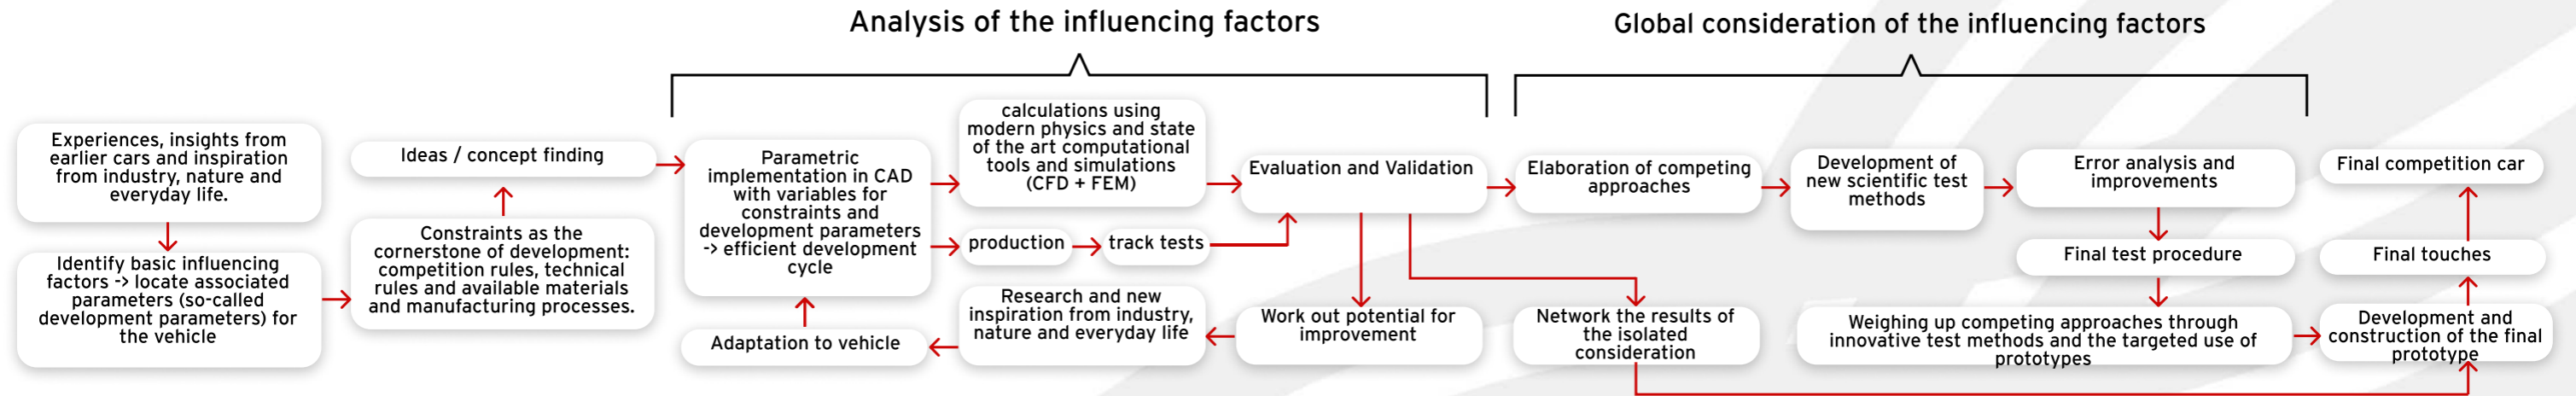 Analysis of the influencing factors
Global consideration of the influencing factors
Experiences, insights from
earlier cars and inspiration
from industry, nature and
everyday life.
Identify basic influencing
factors -> locate associated
parameters (so-called
development parameters) for
the vehicle
Ideas / concept finding
Constraints as the
cornerstone of development:
competition rules, technical
rules and available materials
and manufacturing processes.
Parametric
implementation in CAD
with variables for
constraints and
development parameters
-> efficient development
cycle
Adaptation to vehicle
calculations using
modern physics and state
of the art computational
tools and simulations
(CFD + FEM)
production
track tests
Research and new
inspiration from industry,
nature and everyday life
Evaluation and Validation
Work out potential for
improvement
Elaboration of competing
approaches
Network the results of
the isolated
consideration
Development of
new scientific test
methods
Error analysis and
improvements
Final test procedure
Weighing up competing approaches through
innovative test methods and the targeted use of
prototypes
Final competition car
Final touches
Development and
construction of the final
prototype